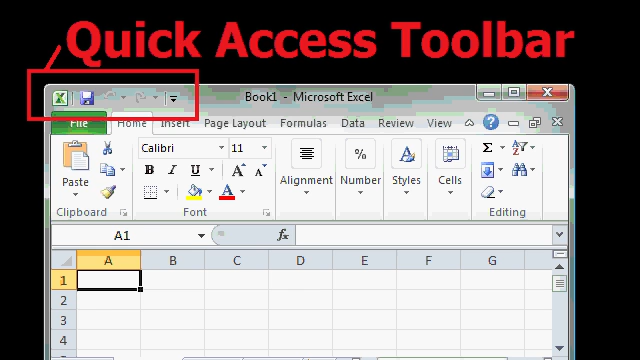 Quick Access Toolbar
Book1 - Microsoft Excel
File Home Insert Page Layout Formulas Data Review View
Calibri 11
B I U A A
Paste A Alignment Number Styles Cells
% A Σ
Clipboard Font Editing
A1 fx
A B C D E F G
1
2
3
4